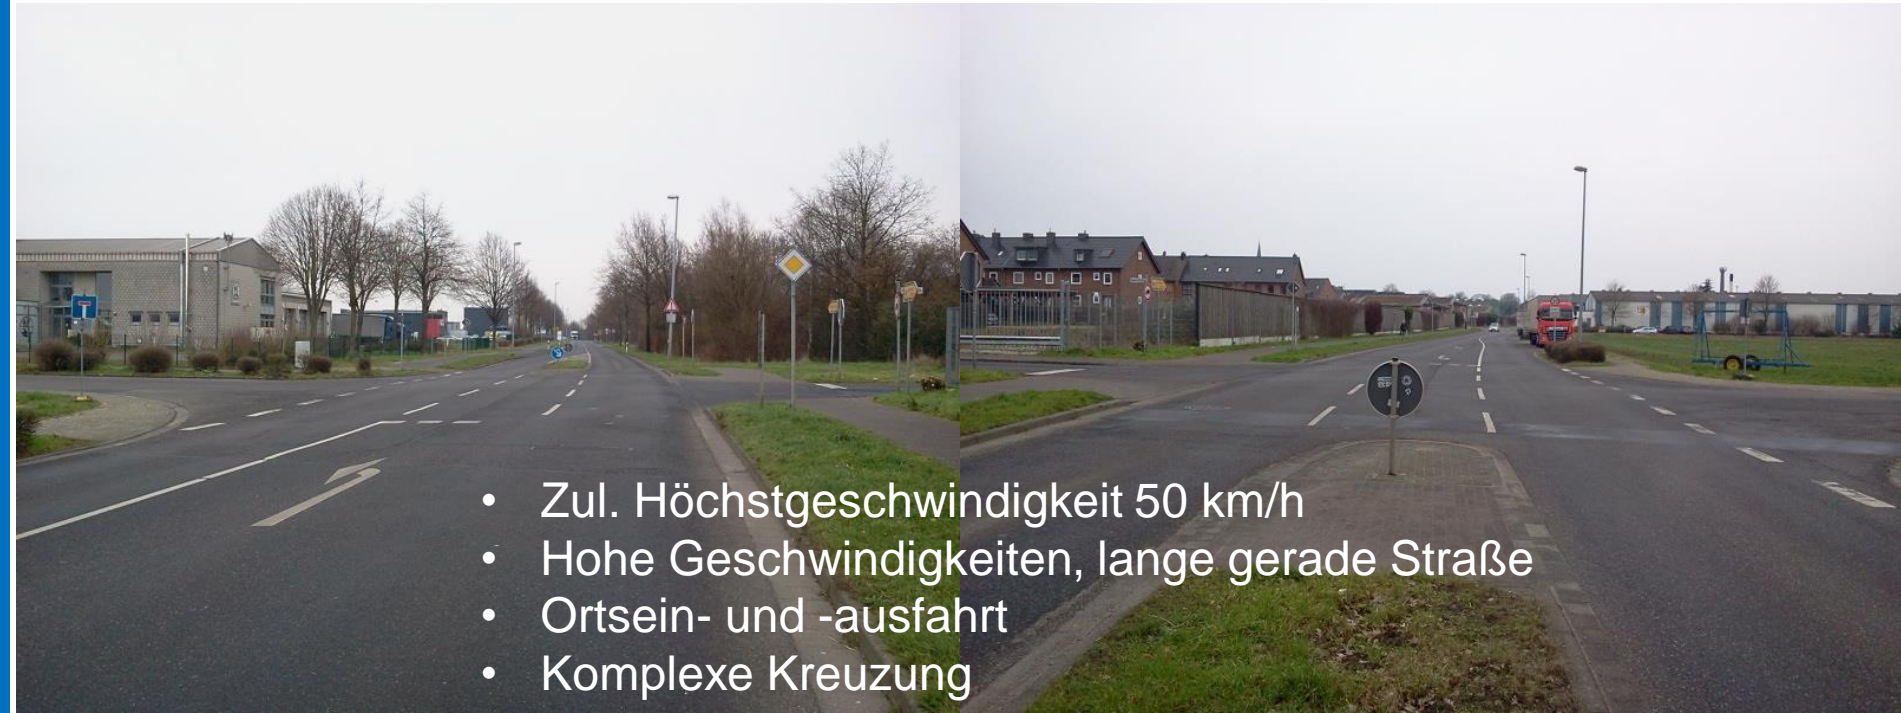 • Zul. Höchstgeschwindigkeit 50 km/h
• Hohe Geschwindigkeiten, lange gerade Straße
• Ortsein- und -ausfahrt
• Komplexe Kreuzung